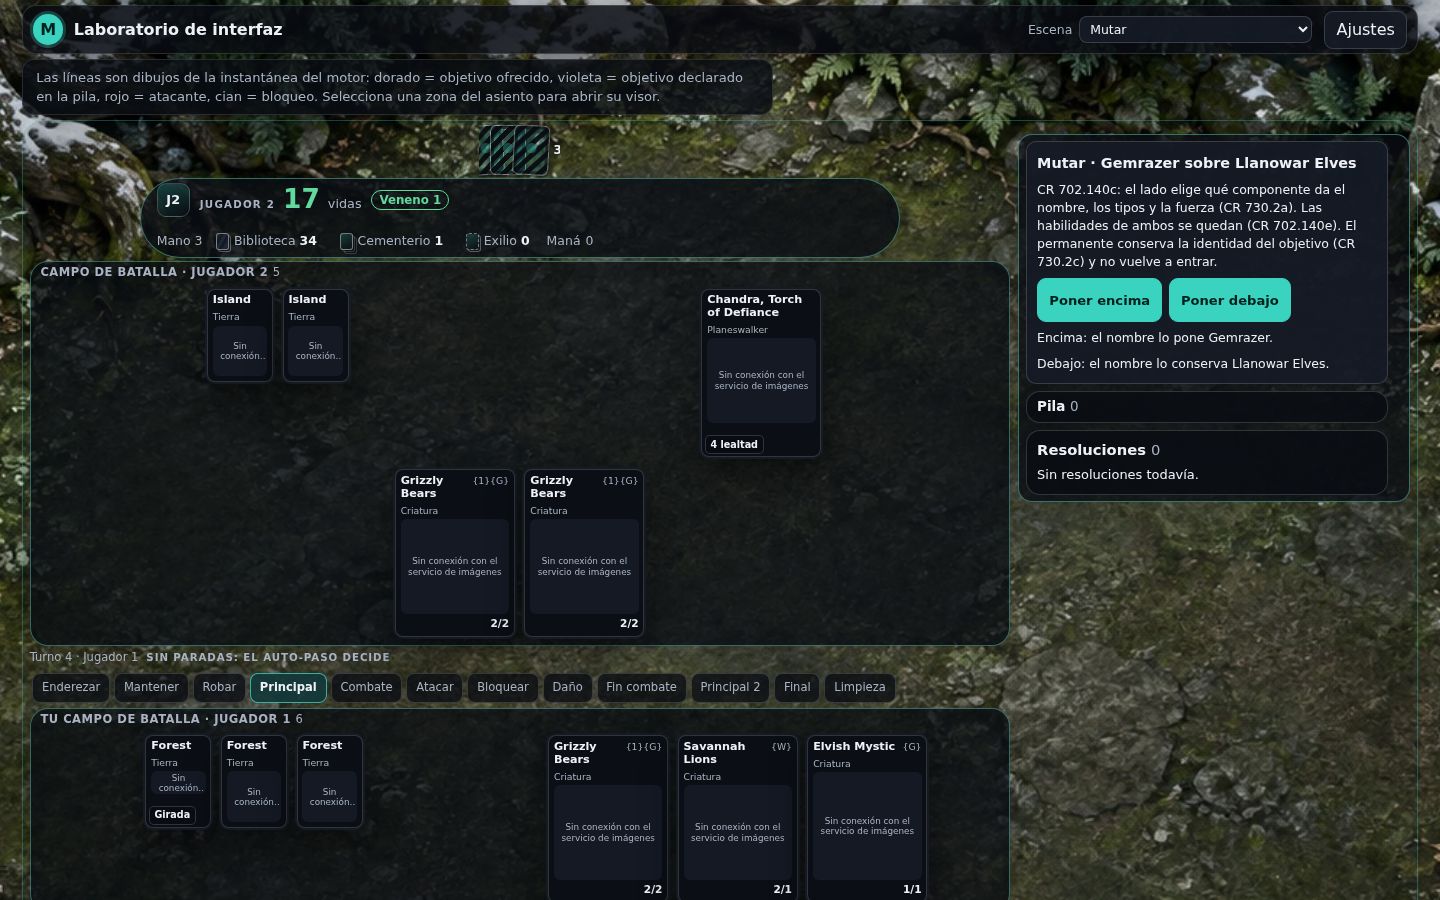 M Laboratorio de interfaz
Escena Mutar Ajustes
Las líneas son dibujos de la instantánea del motor: dorado = objetivo ofrecido, violeta = objetivo declarado
en la pila, rojo = atacante, cian = bloqueo. Selecciona una zona del asiento para abrir su visor.
3
J2 JUGADOR 2 17 vidas Veneno 1
Mano 3 Biblioteca 34 Cementerio 1 Exilio 0 Maná 0
CAMPO DE BATALLA · JUGADOR 2 5
Island
Tierra
Sin
conexión..
Island
Tierra
Sin
conexión..
Chandra, Torch
of Defiance
Planeswalker
Sin conexión con el
servicio de imágenes
4 lealtad
Grizzly
Bears
{1}{G}
Criatura
Sin conexión con el
servicio de imágenes
2/2
Grizzly
Bears
{1}{G}
Criatura
Sin conexión con el
servicio de imágenes
2/2
Turno 4 · Jugador 1 SIN PARADAS: EL AUTO-PASO DECIDE
Enderezar Mantener Robar Principal Combate Atacar Bloquear Daño Fin combate Principal 2 Final Limpieza
TU CAMPO DE BATALLA · JUGADOR 1 6
Forest
Tierra
Sin
conexión..
Girada
Forest
Tierra
Sin
conexión..
Forest
Tierra
Sin
conexión..
Grizzly
Bears
{1}{G}
Criatura
Sin conexión con el
servicio de imágenes
2/2
Savannah
Lions
{W}
Criatura
Sin conexión con el
servicio de imágenes
2/1
Elvish Mystic {G}
Criatura
Sin conexión con el
servicio de imágenes
1/1
Mutar · Gemrazer sobre Llanowar Elves
CR 702.140c: el lado elige qué componente da el
nombre, los tipos y la fuerza (CR 730.2a). Las
habilidades de ambos se quedan (CR 702.140e). El
permanente conserva la identidad del objetivo (CR
730.2c) y no vuelve a entrar.
Poner encima Poner debajo
Encima: el nombre lo pone Gemrazer.
Debajo: el nombre lo conserva Llanowar Elves.
Pila 0
Resoluciones 0
Sin resoluciones todavía.